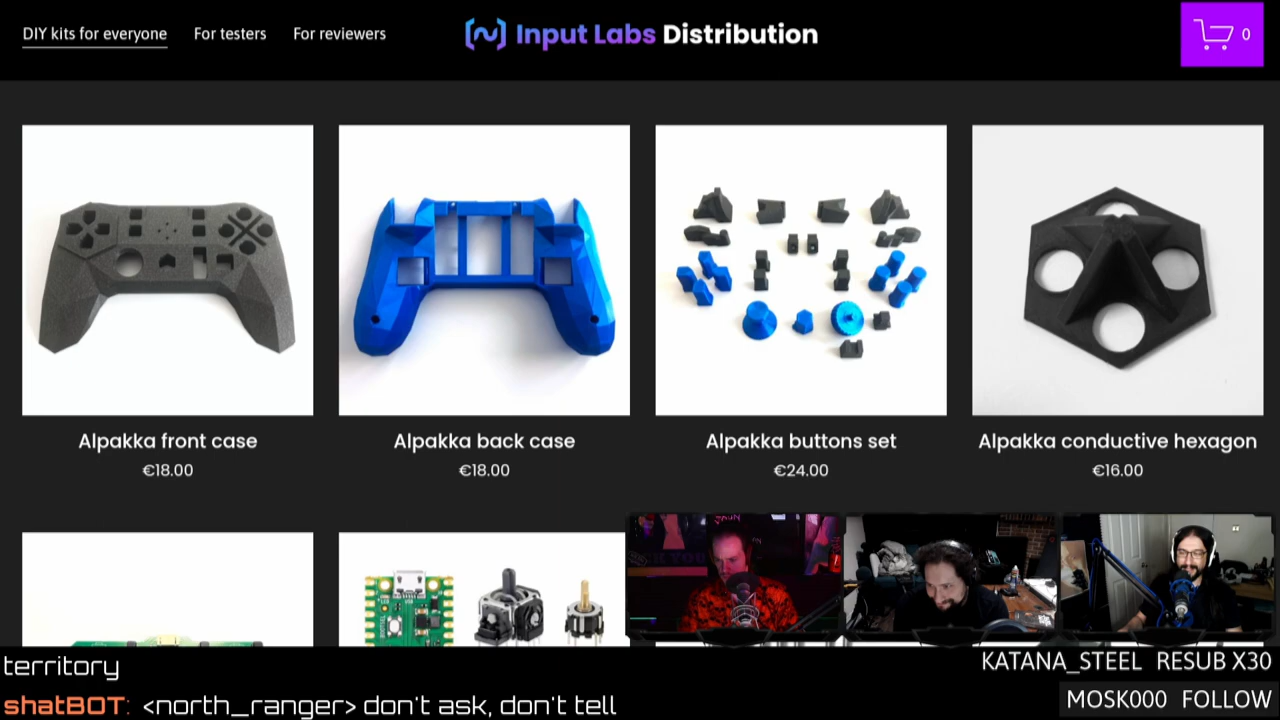 DIY kits for everyone
For testers
For reviewers
Input Labs Distribution
0
Alpakka front case
€18.00
Alpakka back case
€18.00
Alpakka buttons set
€24.00
Alpakka conductive hexagon
€16.00
territory
shatBOT: <north_ranger> don't ask, don't tell
KATANA_STEEL RESUB X30
MOSK000 FOLLOW